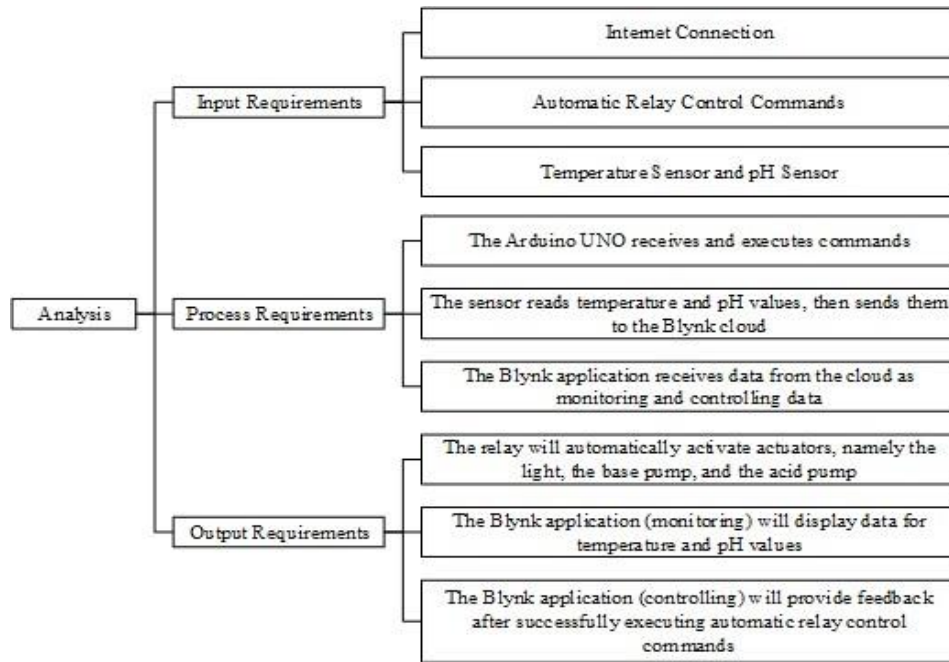 Internet Connection
Input Requirements
Automatic Relay Control Commands
Temperature Sensor and pH Sensor
The Arduino UNO receives and executes commands
Analysis
Process Requirements
The sensor reads temperature and pH values, then sends them
to the Blynk cloud
The Blynk application receives data from the cloud as
monitoring and controlling data
The relay will automatically activate actuators, namely the
light, the base pump, and the acid pump
Output Requirements
The Blynk application (monitoring) will display data for
temperature and pH values
The Blynk application (controlling) will provide feedback
after successfully executing automatic relay control
commands